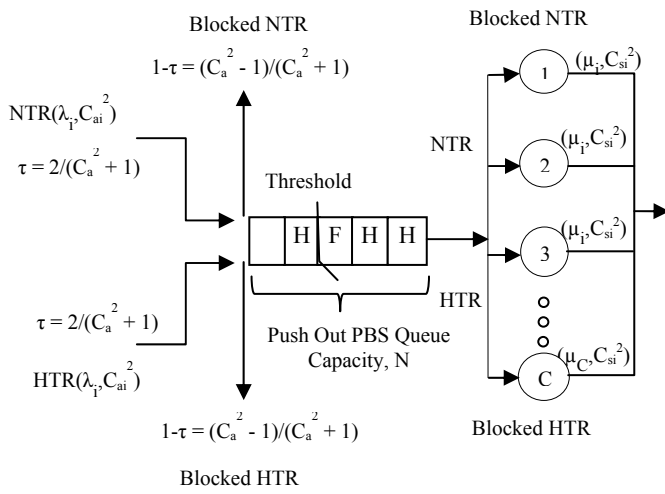 Blocked NTR
1-τ = (Cₐ² - 1)/(Cₐ² + 1)
NTR(λᵢ,Cₐᵢ²)
τ = 2/(Cₐ² + 1)
Threshold
H F H H
τ = 2/(Cₐ² + 1)
HTR(λᵢ,Cₐᵢ²)
Push Out PBS Queue
Capacity, N
1-τ = (Cₐ² - 1)/(Cₐ² + 1)
Blocked HTR
Blocked NTR
NTR
HTR
1 (μᵢ,Cₛᵢ²)
2 (μᵢ,Cₛᵢ²)
3 (μᵢ,Cₛᵢ²)
C (μ_C,Cₛᵢ²)
Blocked HTR